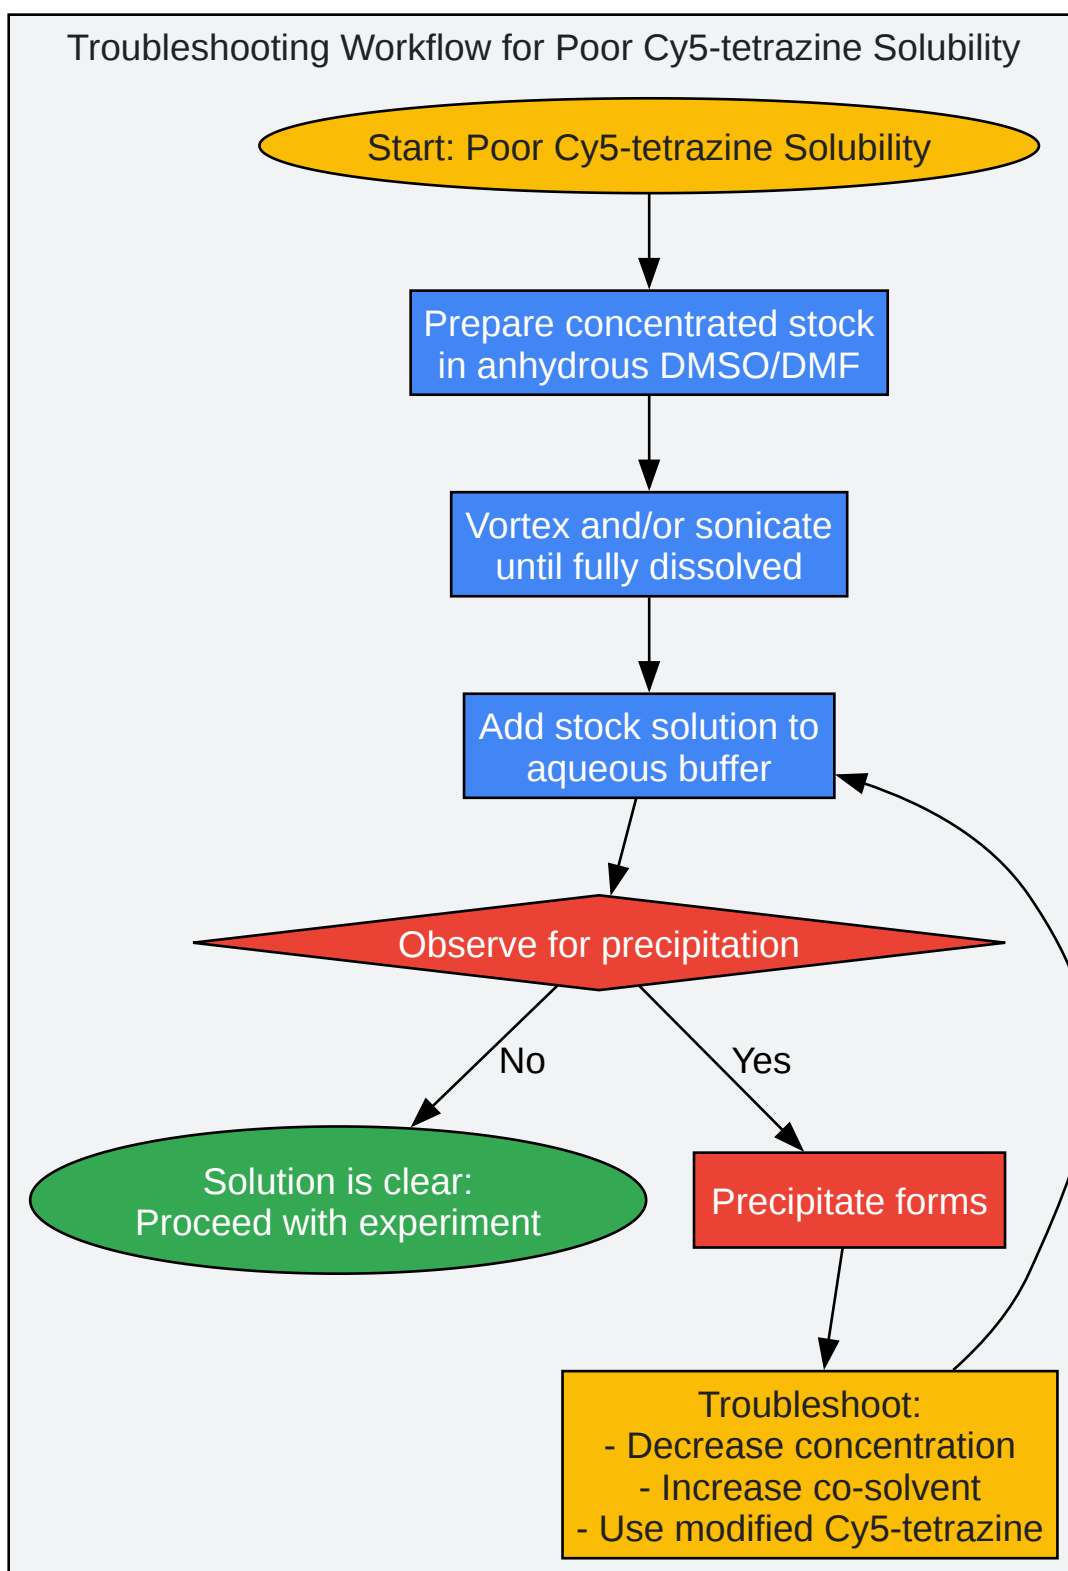 Troubleshooting Workflow for Poor Cy5-tetrazine Solubility
Start: Poor Cy5-tetrazine Solubility
Prepare concentrated stock
in anhydrous DMSO/DMF
Vortex and/or sonicate
until fully dissolved
Add stock solution to
aqueous buffer
Observe for precipitation
No
Yes
Solution is clear:
Proceed with experiment
Precipitate forms
Troubleshoot:
- Decrease concentration
- Increase co-solvent
- Use modified Cy5-tetrazine